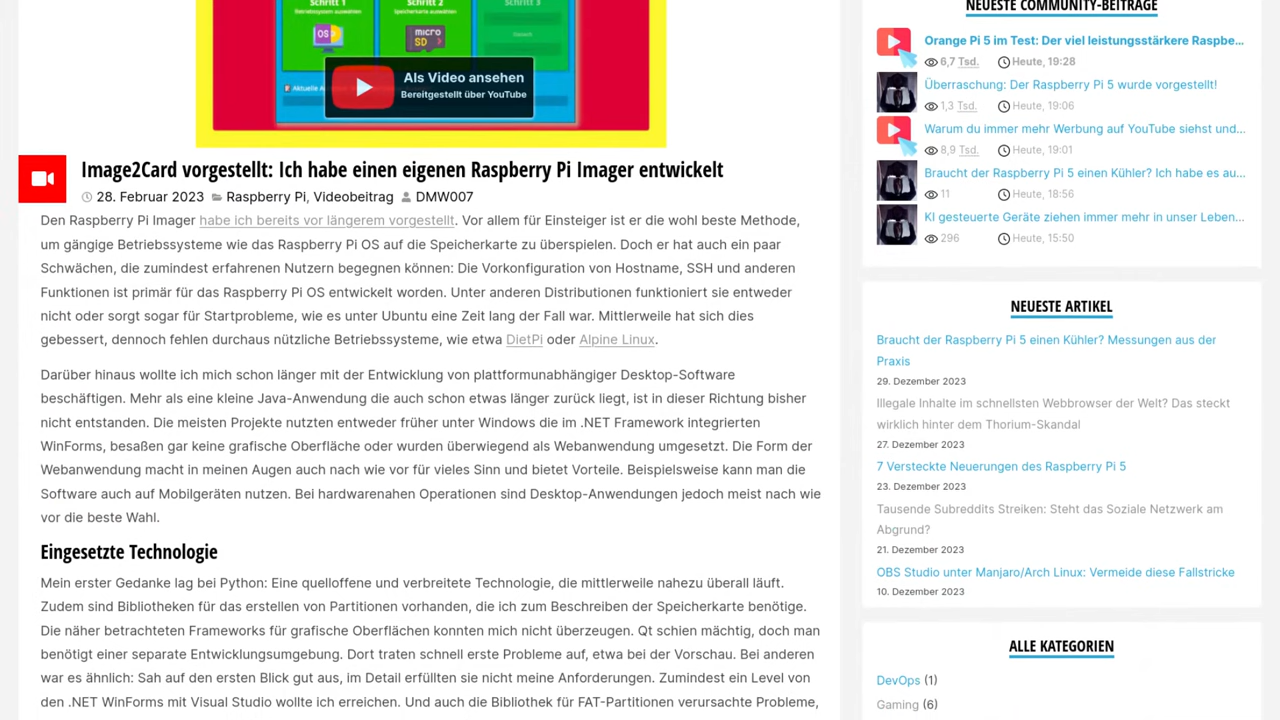 Schritt 1
Betriebssystem auswählen
Schritt 2
Speicherkarte auswählen
Schritt 3
OS
micro
SD
Als Video ansehen
Bereitgestellt über YouTube
Image2Card vorgestellt: Ich habe einen eigenen Raspberry Pi Imager entwickelt
28. Februar 2023 Raspberry Pi, Videobeitrag DMW007
Den Raspberry Pi Imager habe ich bereits vor längerem vorgestellt. Vor allem für Einsteiger ist er die wohl beste Methode,
um gängige Betriebssysteme wie das Raspberry Pi OS auf die Speicherkarte zu überspielen. Doch er hat auch ein paar
Schwächen, die zumindest erfahrenen Nutzern begegnen können: Die Vorkonfiguration von Hostname, SSH und anderen
Funktionen ist primär für das Raspberry Pi OS entwickelt worden. Unter anderen Distributionen funktioniert sie entweder
nicht oder sorgt sogar für Startprobleme, wie es unter Ubuntu eine Zeit lang der Fall war. Mittlerweile hat sich dies
gebessert, dennoch fehlen durchaus nützliche Betriebssysteme, wie etwa DietPi oder Alpine Linux.
Darüber hinaus wollte ich mich schon länger mit der Entwicklung von plattformunabhängiger Desktop-Software
beschäftigen. Mehr als eine kleine Java-Anwendung die auch schon etwas länger zurück liegt, ist in dieser Richtung bisher
nicht entstanden. Die meisten Projekte nutzten entweder früher unter Windows die im .NET Framework integrierten
WinForms, besaßen gar keine grafische Oberfläche oder wurden überwiegend als Webanwendung umgesetzt. Die Form der
Webanwendung macht in meinen Augen auch nach wie vor für vieles Sinn und bietet Vorteile. Beispielsweise kann man die
Software auch auf Mobilgeräten nutzen. Bei hardwarenahen Operationen sind Desktop-Anwendungen jedoch meist nach wie
vor die beste Wahl.
Eingesetzte Technologie
Mein erster Gedanke lag bei Python: Eine quelloffene und verbreitete Technologie, die mittlerweile nahezu überall läuft.
Zudem sind Bibliotheken für das erstellen von Partitionen vorhanden, die ich zum Beschreiben der Speicherkarte benötige.
Die näher betrachteten Frameworks für grafische Oberflächen konnten mich nicht überzeugen. Qt schien mächtig, doch man
benötigt einer separate Entwicklungsumgebung. Dort traten schnell erste Probleme auf, etwa bei der Vorschau. Bei anderen
war es ähnlich: Sah auf den ersten Blick gut aus, im Detail erfüllten sie nicht meine Anforderungen. Zumindest ein Level von
den .NET WinForms mit Visual Studio wollte ich erreichen. Und auch die Bibliothek für FAT-Partitionen verursachte Probleme,
NEUESTE COMMUNITY-BEITRÄGE
Orange Pi 5 im Test: Der viel leistungsstärkere Raspbe...
6,7 Tsd. Heute, 19:28
Überraschung: Der Raspberry Pi 5 wurde vorgestellt!
1,3 Tsd. Heute, 19:06
Warum du immer mehr Werbung auf YouTube siehst und...
8,9 Tsd. Heute, 19:01
Braucht der Raspberry Pi 5 einen Kühler? Ich habe es au...
11 Heute, 18:56
KI gesteuerte Geräte ziehen immer mehr in unser Leben...
296 Heute, 15:50
NEUESTE ARTIKEL
Braucht der Raspberry Pi 5 einen Kühler? Messungen aus der
Praxis
29. Dezember 2023
Illegale Inhalte im schnellsten Webbrowser der Welt? Das steckt
wirklich hinter dem Thorium-Skandal
27. Dezember 2023
7 Versteckte Neuerungen des Raspberry Pi 5
23. Dezember 2023
Tausende Subreddits Streiken: Steht das Soziale Netzwerk am
Abgrund?
21. Dezember 2023
OBS Studio unter Manjaro/Arch Linux: Vermeide diese Fallstricke
10. Dezember 2023
ALLE KATEGORIEN
DevOps (1)
Gaming (6)